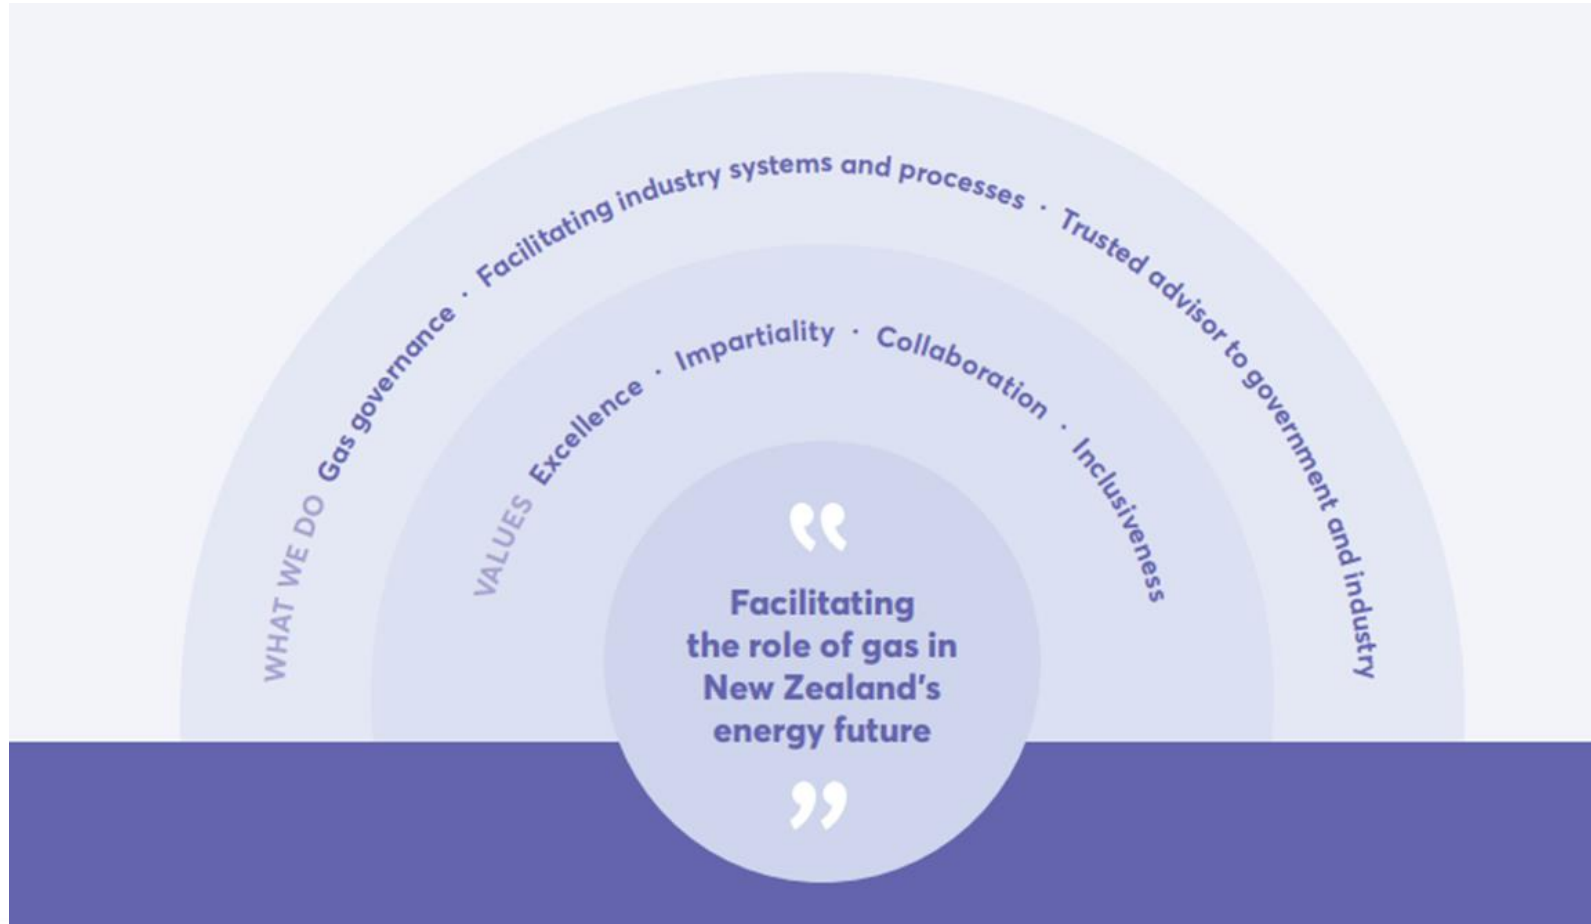 WHAT WE DO Gas governance · Facilitating industry systems and processes · Trusted advisor to government and industry
VALUES Excellence · Impartiality · Collaboration · Inclusiveness
“
Facilitating
the role of gas in
New Zealand’s
energy future
”